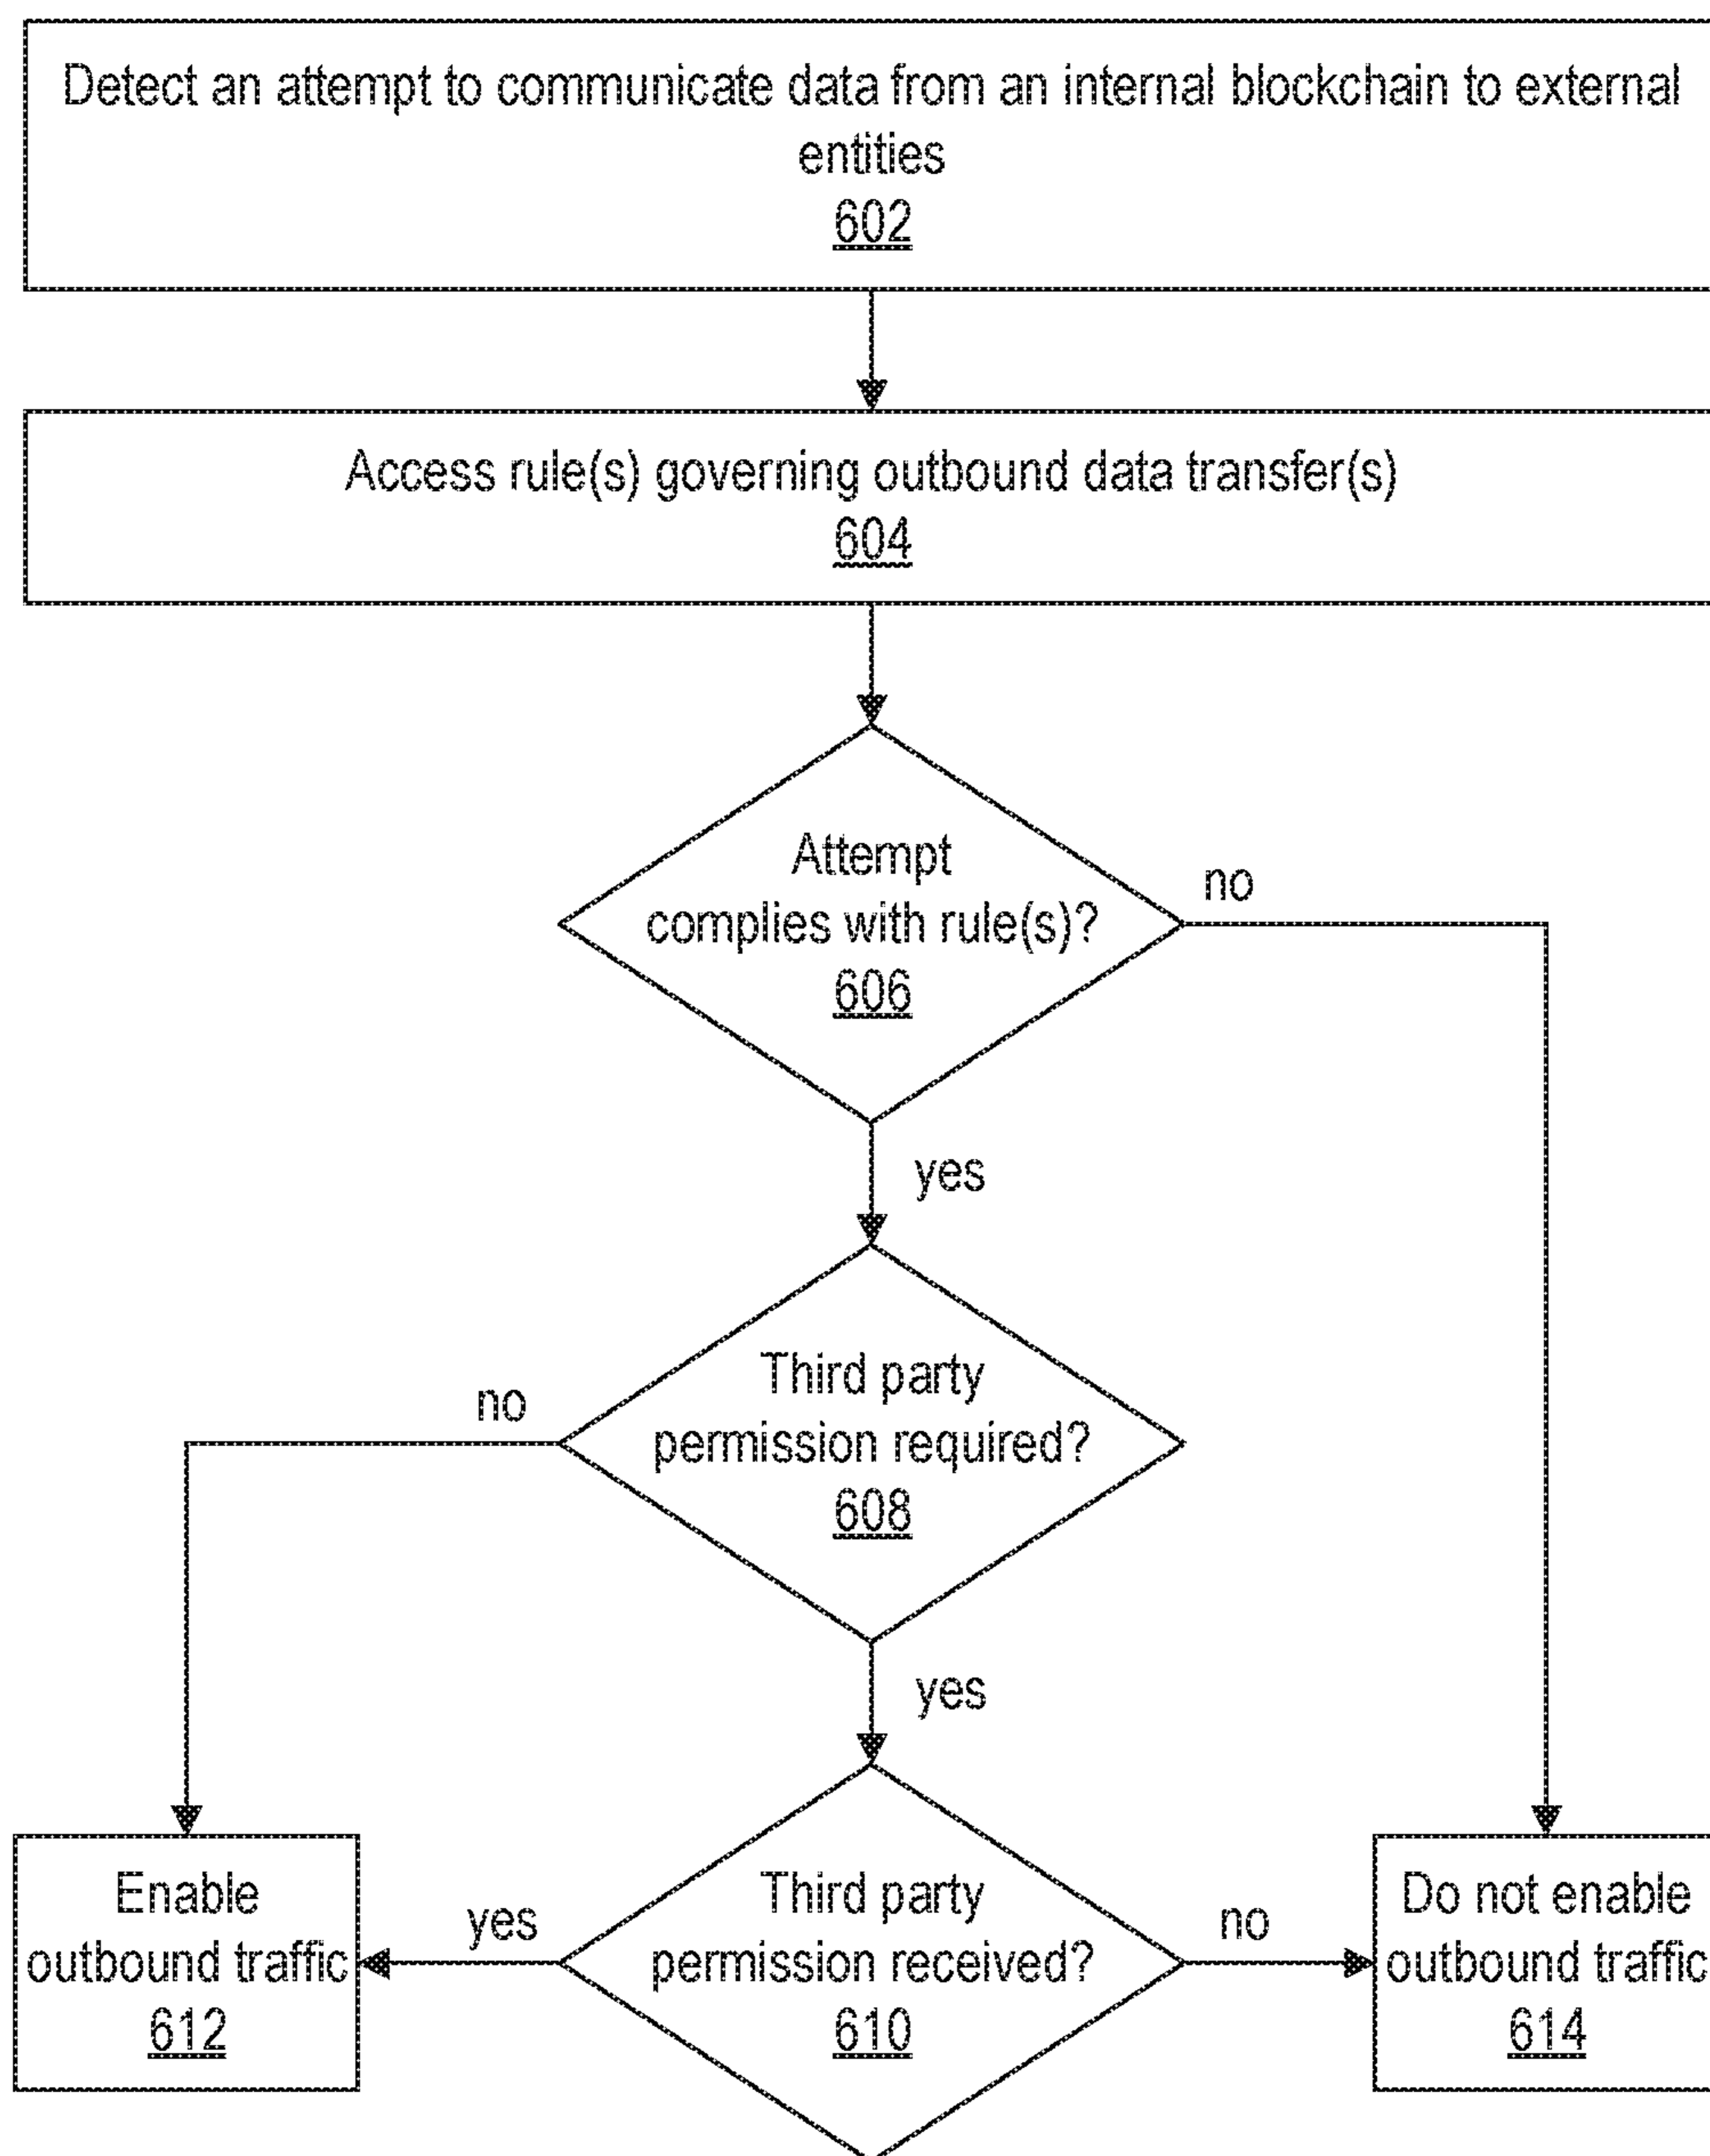 Detect an attempt to communicate data from an internal blockchain to external
entities
602
Access rule(s) governing outbound data transfer(s)
604
Attempt
complies with rule(s)?
606
no
yes
Third party
permission required?
608
no
yes
Enable
outbound traffic
612
yes
Third party
permission received?
610
no
Do not enable
outbound traffic
614